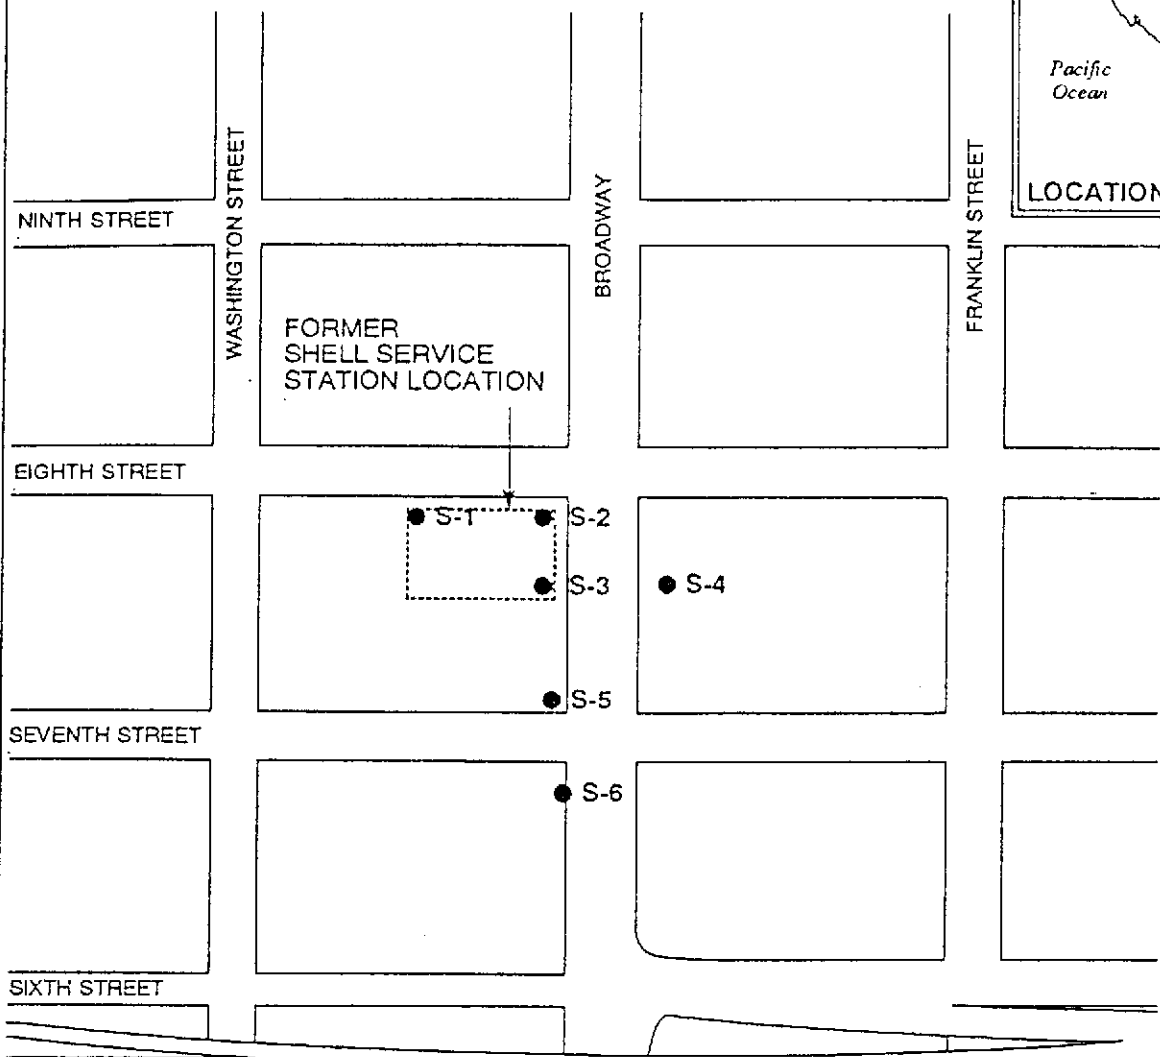 Pacific
Ocean
LOCATION
NINTH STREET
WASHINGTON STREET
BROADWAY
FRANKLIN STREET
FORMER
SHELL SERVICE
STATION LOCATION
EIGHTH STREET
S-1
S-2
S-3
S-4
S-5
SEVENTH STREET
S-6
SIXTH STREET